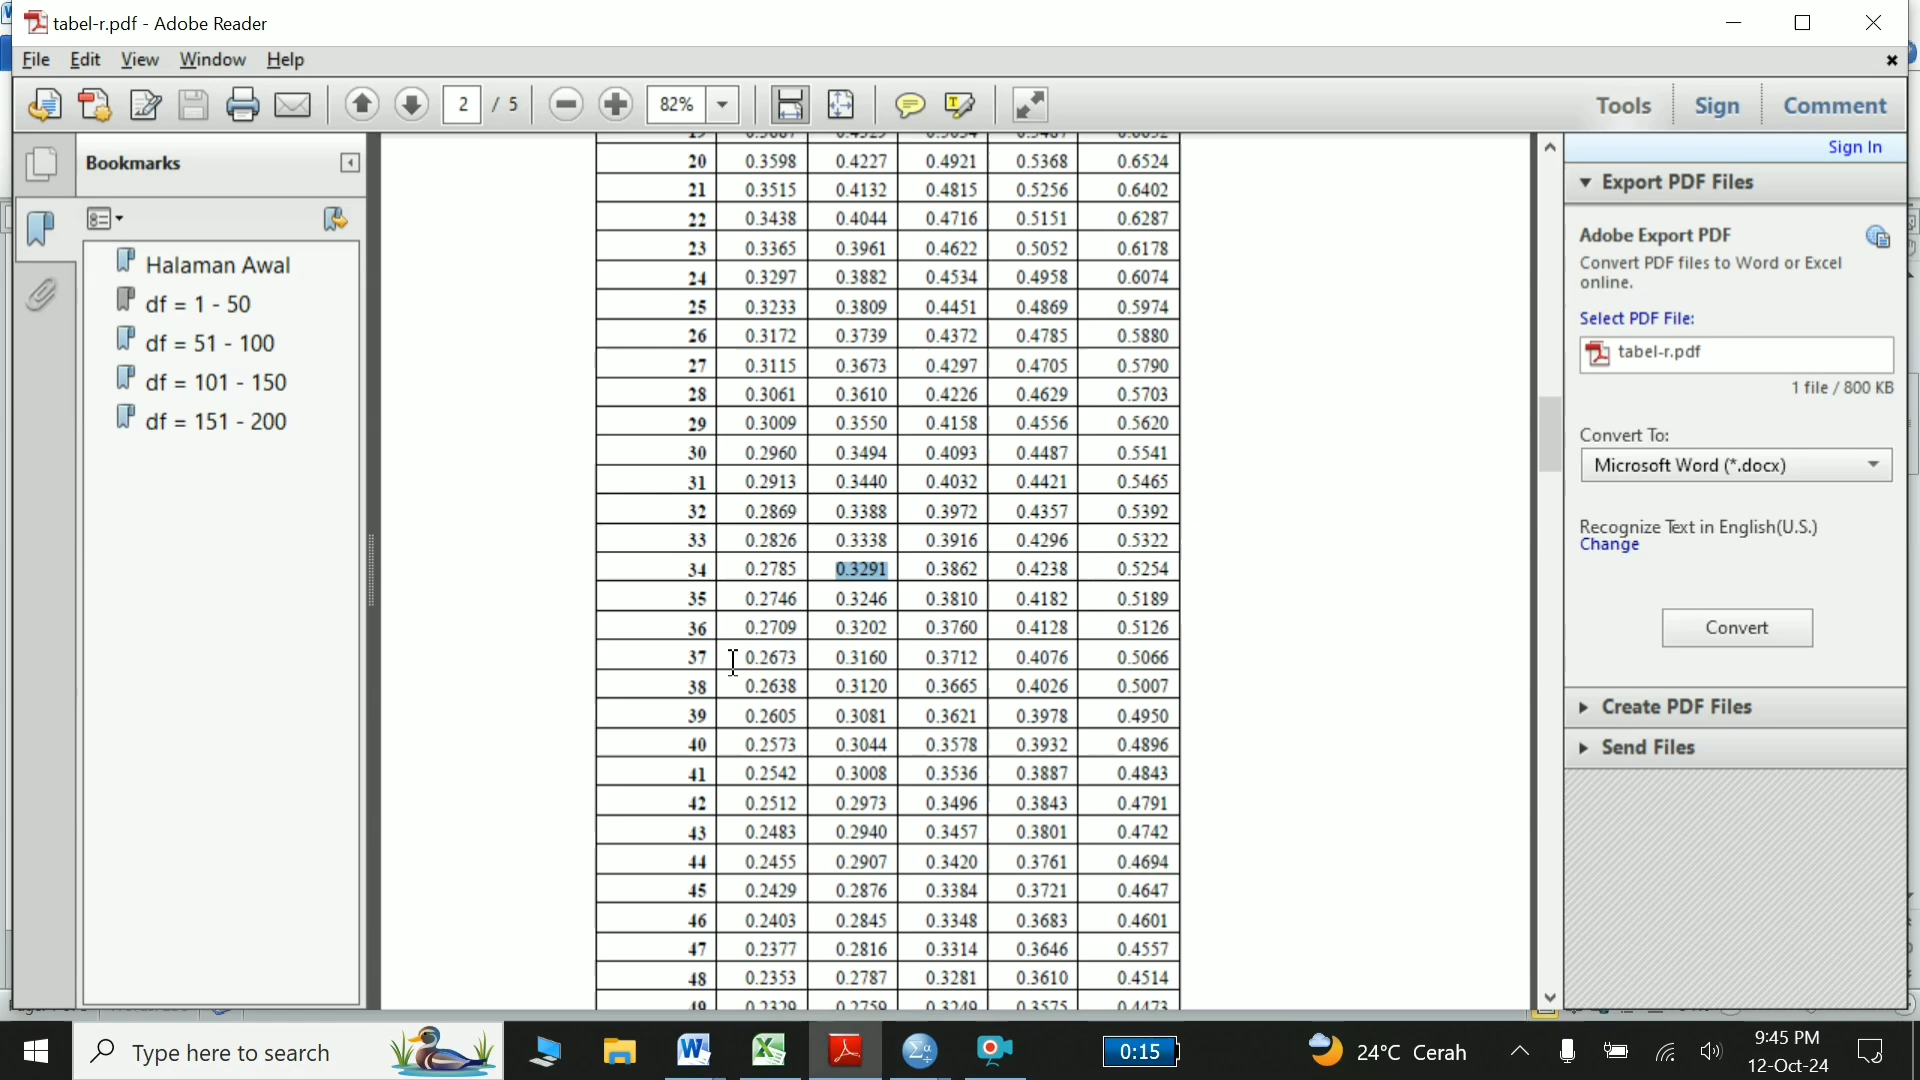 tabel-r.pdf - Adobe Reader
File Edit View Window Help
2 / 5 82% Tools Sign Comment
Sign In
Bookmarks
Halaman Awal
df = 1 - 50
df = 51 - 100
df = 101 - 150
df = 151 - 200
20 0.3598 0.4227 0.4921 0.5368 0.6524
21 0.3515 0.4132 0.4815 0.5256 0.6402
22 0.3438 0.4044 0.4716 0.5151 0.6287
23 0.3365 0.3961 0.4622 0.5052 0.6178
24 0.3297 0.3882 0.4534 0.4958 0.6074
25 0.3233 0.3809 0.4451 0.4869 0.5974
26 0.3172 0.3739 0.4372 0.4785 0.5880
27 0.3115 0.3673 0.4297 0.4705 0.5790
28 0.3061 0.3610 0.4226 0.4629 0.5703
29 0.3009 0.3550 0.4158 0.4556 0.5620
30 0.2960 0.3494 0.4093 0.4487 0.5541
31 0.2913 0.3440 0.4032 0.4421 0.5465
32 0.2869 0.3388 0.3972 0.4357 0.5392
33 0.2826 0.3338 0.3916 0.4296 0.5322
34 0.2785 0.3291 0.3862 0.4238 0.5254
35 0.2746 0.3246 0.3810 0.4182 0.5189
36 0.2709 0.3202 0.3760 0.4128 0.5126
37 0.2673 0.3160 0.3712 0.4076 0.5066
38 0.2638 0.3120 0.3665 0.4026 0.5007
39 0.2605 0.3081 0.3621 0.3978 0.4950
40 0.2573 0.3044 0.3578 0.3932 0.4896
41 0.2542 0.3008 0.3536 0.3887 0.4843
42 0.2512 0.2973 0.3496 0.3843 0.4791
43 0.2483 0.2940 0.3457 0.3801 0.4742
44 0.2455 0.2907 0.3420 0.3761 0.4694
45 0.2429 0.2876 0.3384 0.3721 0.4647
46 0.2403 0.2845 0.3348 0.3683 0.4601
47 0.2377 0.2816 0.3314 0.3646 0.4557
48 0.2353 0.2787 0.3281 0.3610 0.4514
49 0.2329 0.2759 0.3249 0.3575 0.4473
Export PDF Files
Adobe Export PDF
Convert PDF files to Word or Excel
online.
Select PDF File:
tabel-r.pdf
1 file / 800 KB
Convert To:
Microsoft Word (*.docx)
Recognize Text in English(U.S.)
Change
Convert
Create PDF Files
Send Files
Type here to search
0:15
24°C Cerah
9:45 PM
12-Oct-24